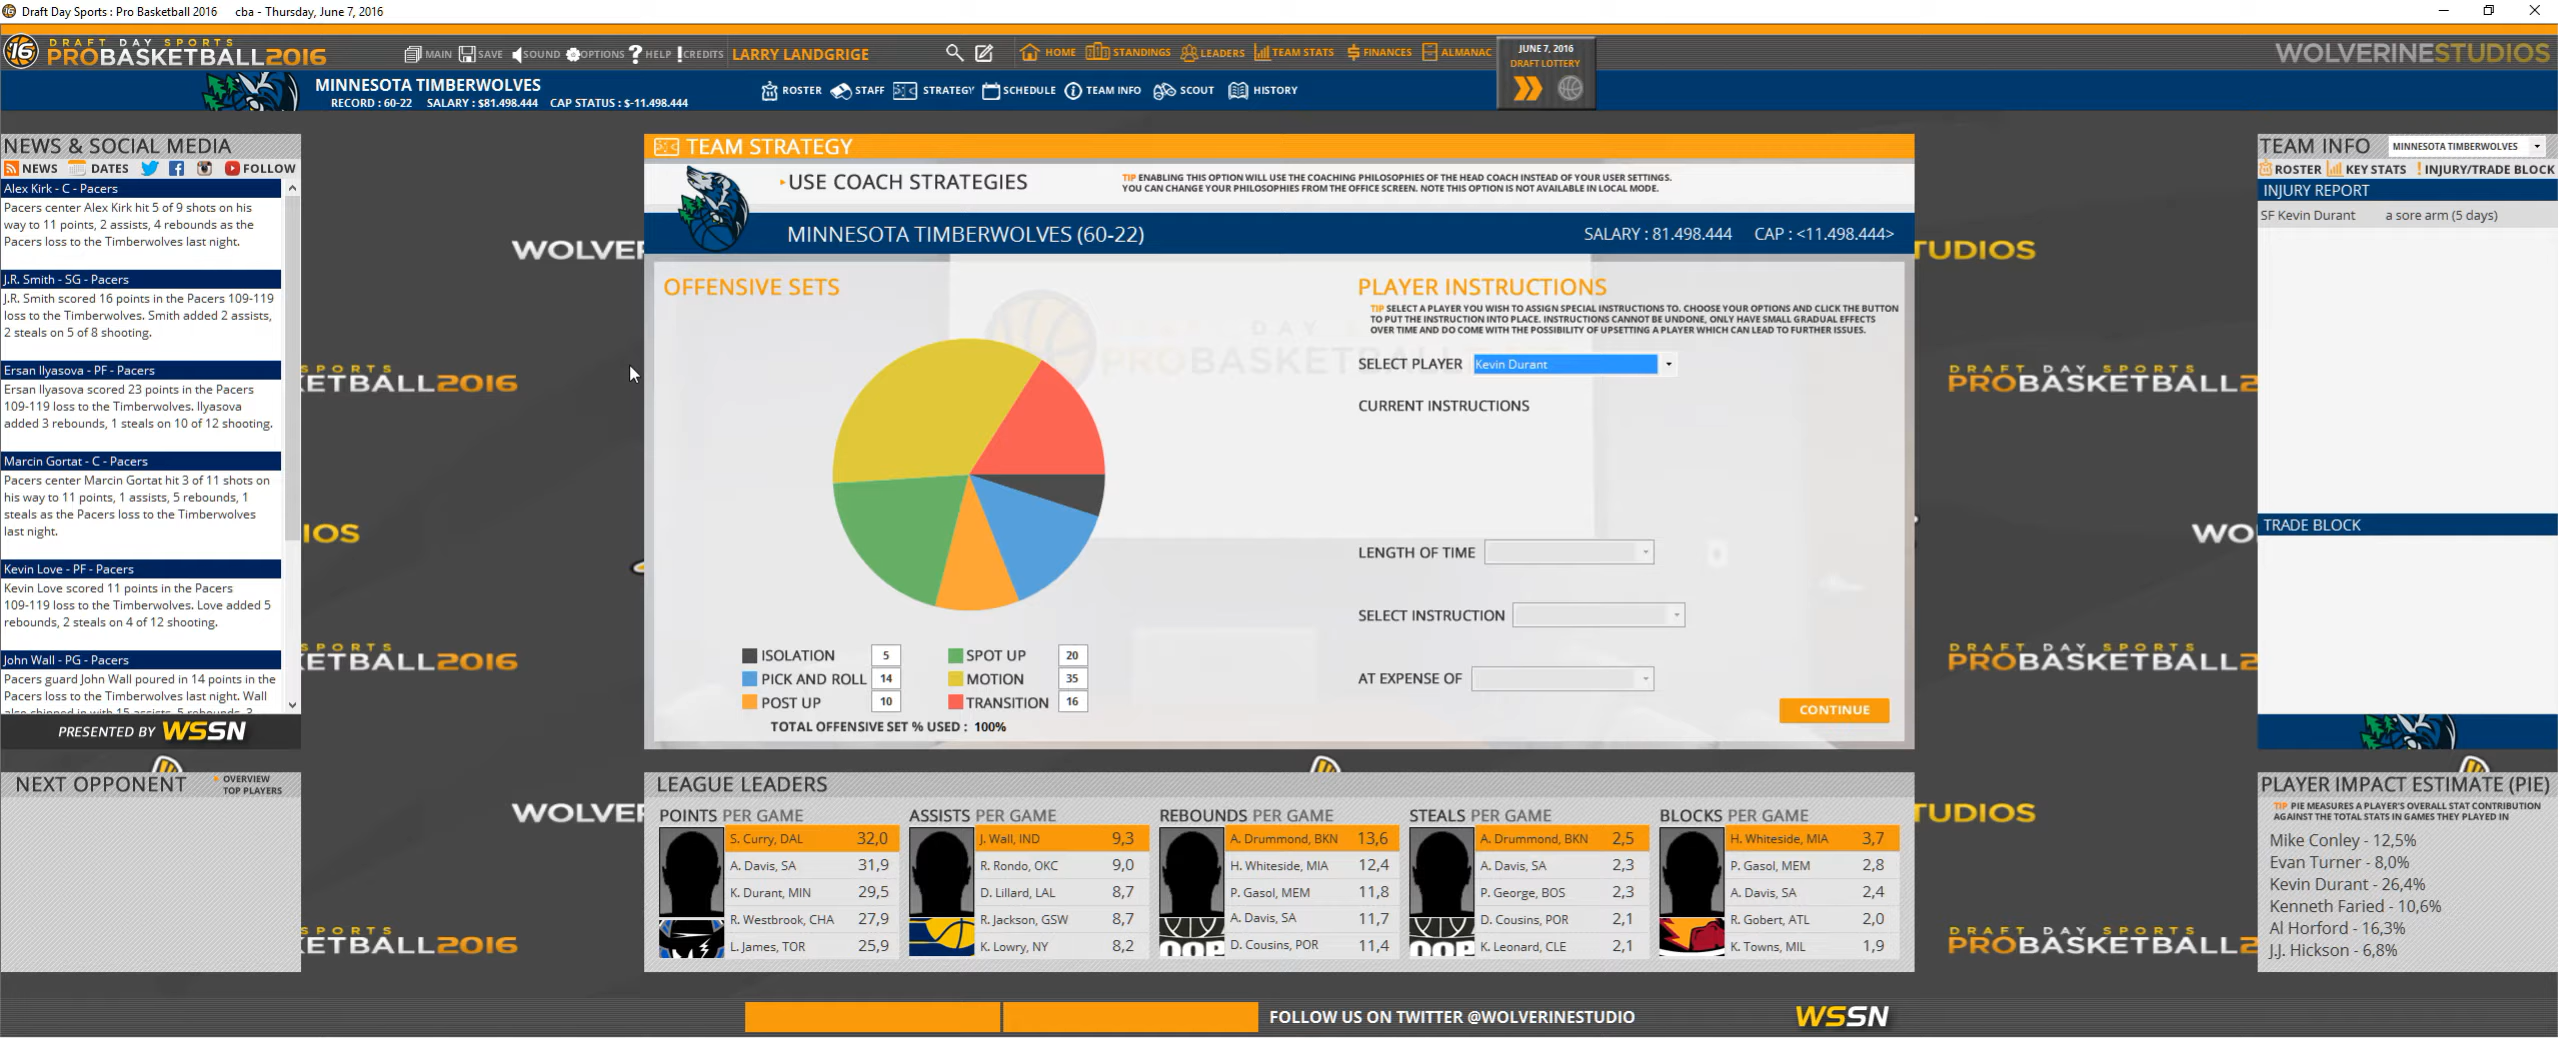 Draft Day Sports : Pro Basketball 2016 cba - Thursday, June 7, 2016
DRAFT DAY SPORTS
PROBASKETBALL2016
MAIN SAVE SOUND OPTIONS HELP CREDITS LARRY LANDGRIGE
HOME STANDINGS LEADERS TEAM STATS FINANCES ALMANAC
JUNE 7, 2016
DRAFT LOTTERY
WOLVERINESTUDIOS
MINNESOTA TIMBERWOLVES
RECORD : 60-22 SALARY : $81.498.444 CAP STATUS : $-11.498.444
ROSTER STAFF STRATEGY SCHEDULE TEAM INFO SCOUT HISTORY
NEWS & SOCIAL MEDIA
NEWS DATES FOLLOW
Alex Kirk - C - Pacers
Pacers center Alex Kirk hit 5 of 9 shots on his
way to 11 points, 2 assists, 4 rebounds as the
Pacers loss to the Timberwolves last night.
J.R. Smith - SG - Pacers
J.R. Smith scored 16 points in the Pacers 109-119
loss to the Timberwolves. Smith added 2 assists,
2 steals on 5 of 8 shooting.
Ersan Ilyasova - PF - Pacers
Ersan Ilyasova scored 23 points in the Pacers
109-119 loss to the Timberwolves. Ilyasova
added 3 rebounds, 1 steals on 10 of 12 shooting.
Marcin Gortat - C - Pacers
Pacers center Marcin Gortat hit 3 of 11 shots on
his way to 11 points, 1 assists, 5 rebounds, 1
steals as the Pacers loss to the Timberwolves
last night.
Kevin Love - PF - Pacers
Kevin Love scored 11 points in the Pacers
109-119 loss to the Timberwolves. Love added 5
rebounds, 2 steals on 4 of 12 shooting.
John Wall - PG - Pacers
Pacers guard John Wall poured in 14 points in the
Pacers loss to the Timberwolves last night. Wall
also chipped in with 15 assists, 5 rebounds, 3
PRESENTED BY WSSN
NEXT OPPONENT
OVERVIEW
TOP PLAYERS
TEAM STRATEGY
USE COACH STRATEGIES
TIP ENABLING THIS OPTION WILL USE THE COACHING PHILOSOPHIES OF THE HEAD COACH INSTEAD OF YOUR USER SETTINGS.
YOU CAN CHANGE YOUR PHILOSOPHIES FROM THE OFFICE SCREEN. NOTE THIS OPTION IS NOT AVAILABLE IN LOCAL MODE.
MINNESOTA TIMBERWOLVES (60-22)
SALARY : 81.498.444 CAP : <11.498.444>
OFFENSIVE SETS
ISOLATION 5
PICK AND ROLL 14
POST UP 10
SPOT UP 20
MOTION 35
TRANSITION 16
TOTAL OFFENSIVE SET % USED : 100%
PLAYER INSTRUCTIONS
TIP SELECT A PLAYER YOU WISH TO ASSIGN SPECIAL INSTRUCTIONS TO. CHOOSE YOUR OPTIONS AND CLICK THE BUTTON
TO PUT THE INSTRUCTION INTO PLACE. INSTRUCTIONS CANNOT BE UNDONE, ONLY HAVE SMALL GRADUAL EFFECTS
OVER TIME AND DO COME WITH THE POSSIBILITY OF UPSETTING A PLAYER WHICH CAN LEAD TO FURTHER ISSUES.
SELECT PLAYER Kevin Durant
CURRENT INSTRUCTIONS
LENGTH OF TIME
SELECT INSTRUCTION
AT EXPENSE OF
CONTINUE
LEAGUE LEADERS
POINTS PER GAME
S. Curry, DAL 32,0
A. Davis, SA 31,9
K. Durant, MIN 29,5
R. Westbrook, CHA 27,9
L. James, TOR 25,9
ASSISTS PER GAME
J. Wall, IND 9,3
R. Rondo, OKC 9,0
D. Lillard, LAL 8,7
R. Jackson, GSW 8,7
K. Lowry, NY 8,2
REBOUNDS PER GAME
A. Drummond, BKN 13,6
H. Whiteside, MIA 12,4
P. Gasol, MEM 11,8
A. Davis, SA 11,7
D. Cousins, POR 11,4
STEALS PER GAME
A. Drummond, BKN 2,5
A. Davis, SA 2,3
P. George, BOS 2,3
D. Cousins, POR 2,1
K. Leonard, CLE 2,1
BLOCKS PER GAME
H. Whiteside, MIA 3,7
P. Gasol, MEM 2,8
A. Davis, SA 2,4
R. Gobert, ATL 2,0
K. Towns, MIL 1,9
TEAM INFO MINNESOTA TIMBERWOLVES
ROSTER KEY STATS INJURY/TRADE BLOCK
INJURY REPORT
SF Kevin Durant a sore arm (5 days)
TRADE BLOCK
PLAYER IMPACT ESTIMATE (PIE)
TIP PIE MEASURES A PLAYER'S OVERALL STAT CONTRIBUTION
AGAINST THE TOTAL STATS IN GAMES THEY PLAYED IN
Mike Conley - 12,5%
Evan Turner - 8,0%
Kevin Durant - 26,4%
Kenneth Faried - 10,6%
Al Horford - 16,3%
J.J. Hickson - 6,8%
FOLLOW US ON TWITTER @WOLVERINESTUDIO
WSSN